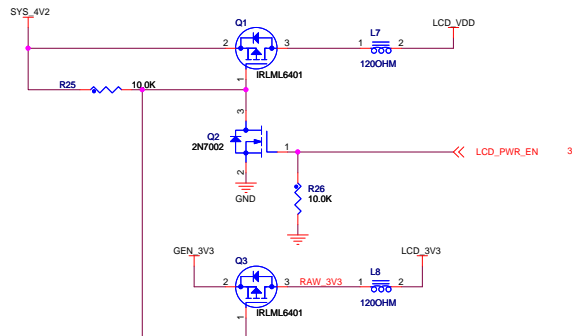 SYS_4V2
Q1
L7
LCD_VDD
2
3
1
2
120OHM
IRLML6401
R25
10.0K
1
3
Q2
2N7002
1
LCD_PWR_EN
3
2
R26
10.0K
GND
GEN_3V3
Q3
L8
LCD_3V3
2
3
RAW_3V3
1
2
120OHM
IRLML6401
1